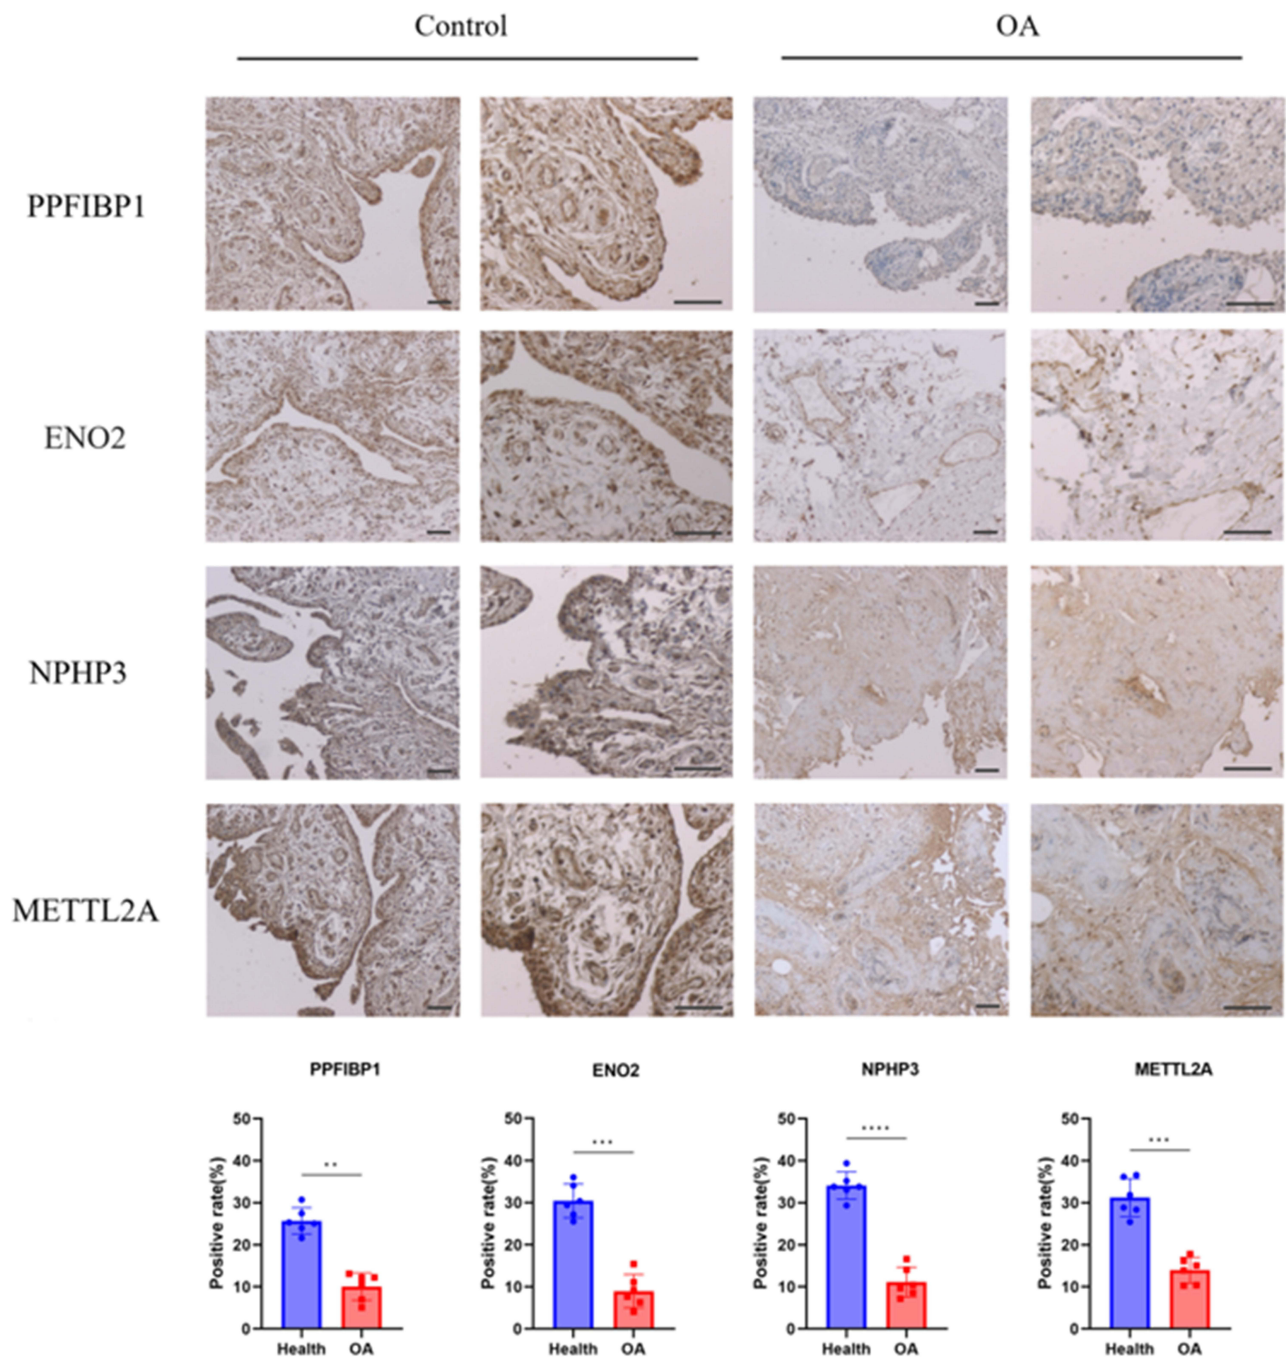 Control OA
PPFIBP1
ENO2
NPHP3
METTL2A
PPFIBP1 ENO2 NPHP3 METTL2A
50 50 50 50
** *** **** ***
40 40 40 40
30 30 30 30
20 20 20 20
10 10 10 10
0 0 0 0
Positive rate(%) Positive rate(%) Positive rate(%) Positive rate(%)
Health OA Health OA Health OA Health OA